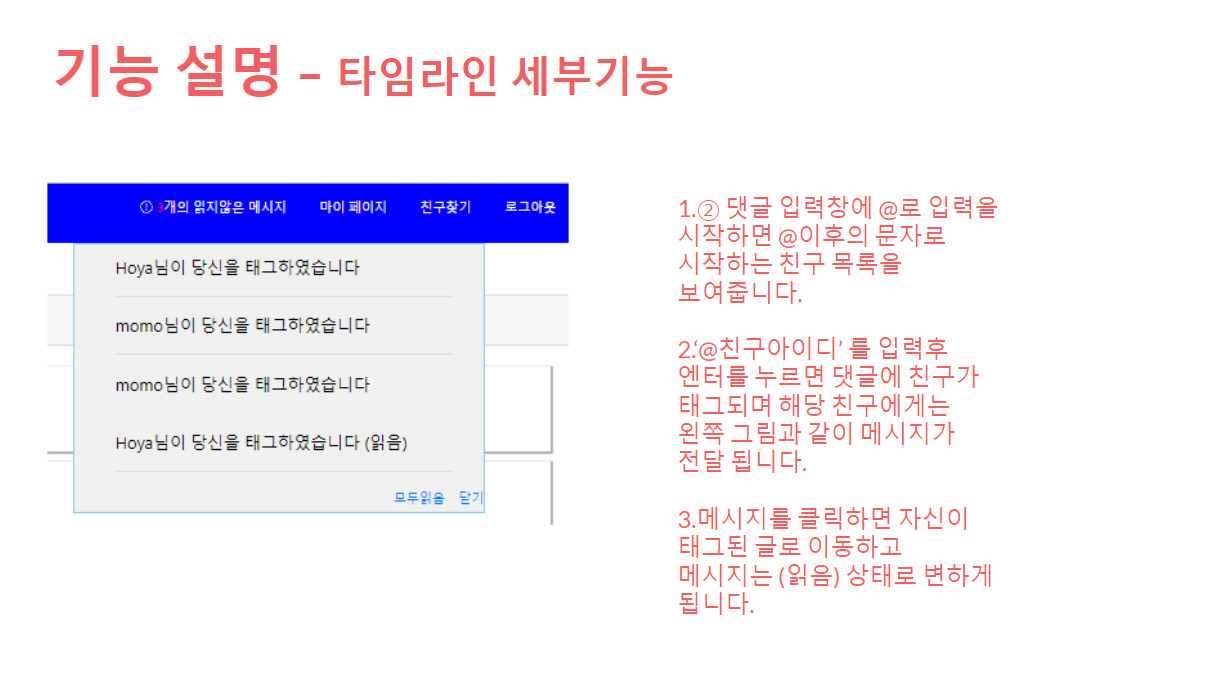 기능 설명 – 타임라인 세부기능
① 3개의 읽지않은 메시지 마이 페이지 친구찾기 로그아웃
Hoya님이 당신을 태그하였습니다
momo님이 당신을 태그하였습니다
momo님이 당신을 태그하였습니다
Hoya님이 당신을 태그하였습니다 (읽음)
모두읽음 닫기
1.② 댓글 입력창에 @로 입력을
시작하면 @이후의 문자로
시작하는 친구 목록을
보여줍니다.
2.‘@친구아이디’ 를 입력후
엔터를 누르면 댓글에 친구가
태그되며 해당 친구에게는
왼쪽 그림과 같이 메시지가
전달 됩니다.
3.메시지를 클릭하면 자신이
태그된 글로 이동하고
메시지는 (읽음) 상태로 변하게
됩니다.